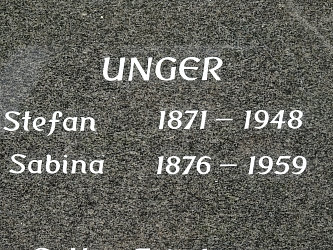 UNGER
Stefan 1871 – 1948
Sabina 1876 – 1959